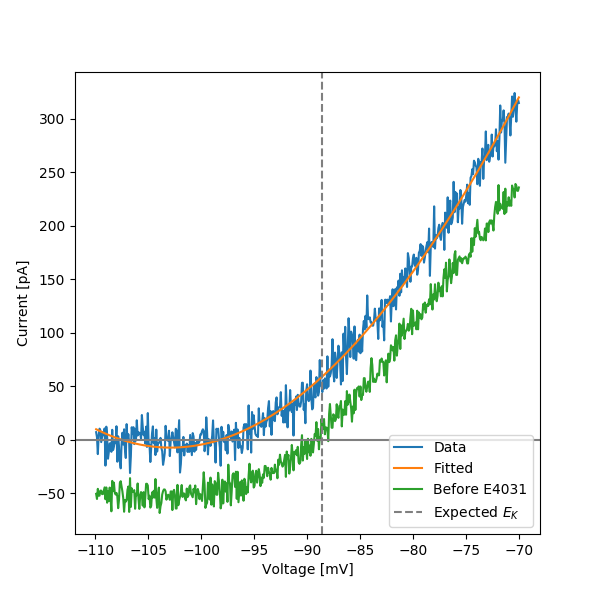 300
250
200
150
100
50
0
−50
Current [pA]
−110
−105
−100
−95
−90
−85
−80
−75
−70
Voltage [mV]
Data
Fitted
Before E4031
Expected E_K